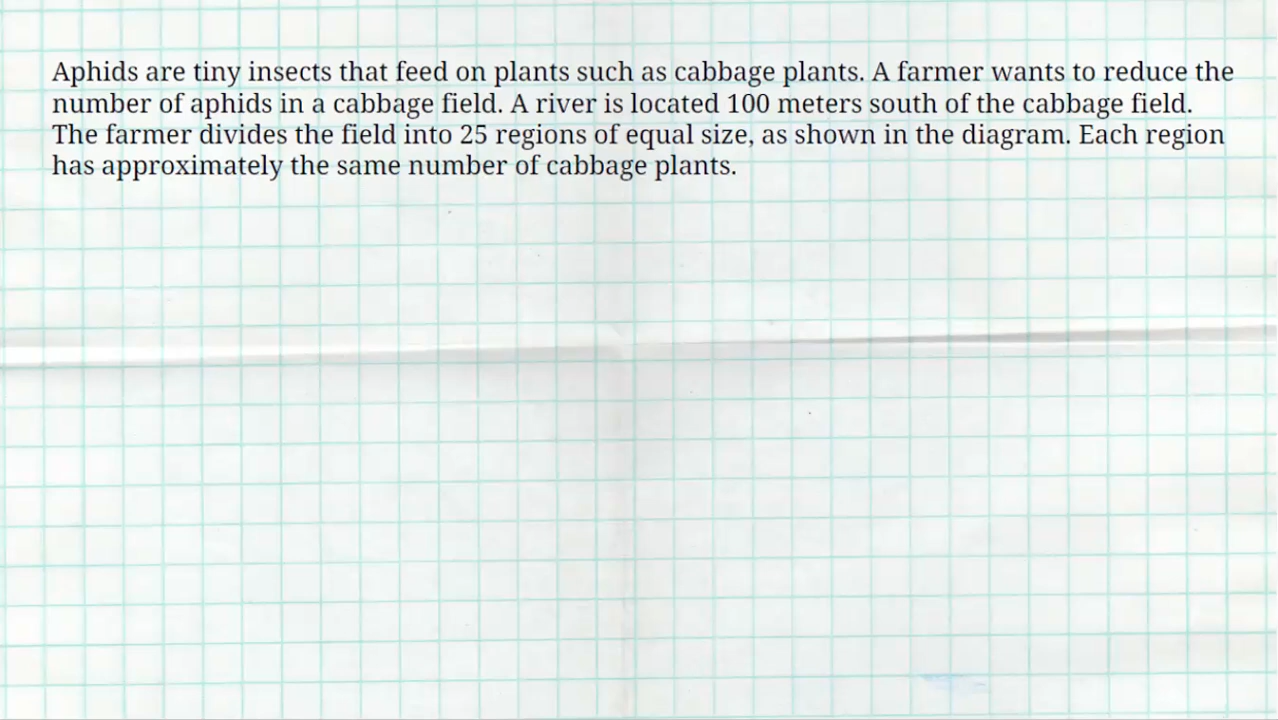 Aphids are tiny insects that feed on plants such as cabbage plants. A farmer wants to reduce the
number of aphids in a cabbage field. A river is located 100 meters south of the cabbage field.
The farmer divides the field into 25 regions of equal size, as shown in the diagram. Each region
has approximately the same number of cabbage plants.